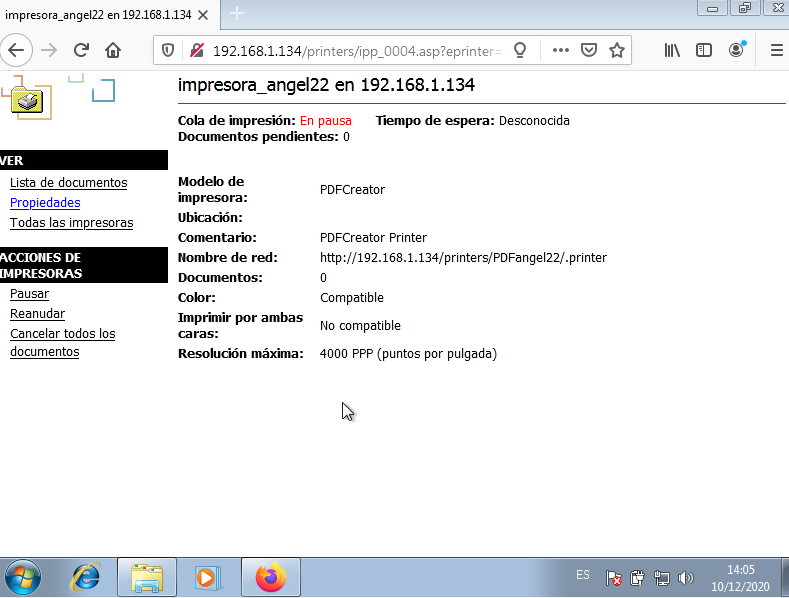 impresora_angel22 en 192.168.1.134
192.168.1.134/printers/ipp_0004.asp?eprinter=
impresora_angel22 en 192.168.1.134
Cola de impresión: En pausa Tiempo de espera: Desconocida
Documentos pendientes: 0
VER
Lista de documentos
Propiedades
Todas las impresoras
ACCIONES DE
IMPRESORAS
Pausar
Reanudar
Cancelar todos los
documentos
Modelo de
impresora: PDFCreator
Ubicación:
Comentario: PDFCreator Printer
Nombre de red: http://192.168.1.134/printers/PDFangel22/.printer
Documentos: 0
Color: Compatible
Imprimir por ambas
caras: No compatible
Resolución máxima: 4000 PPP (puntos por pulgada)
ES
14:05
10/12/2020